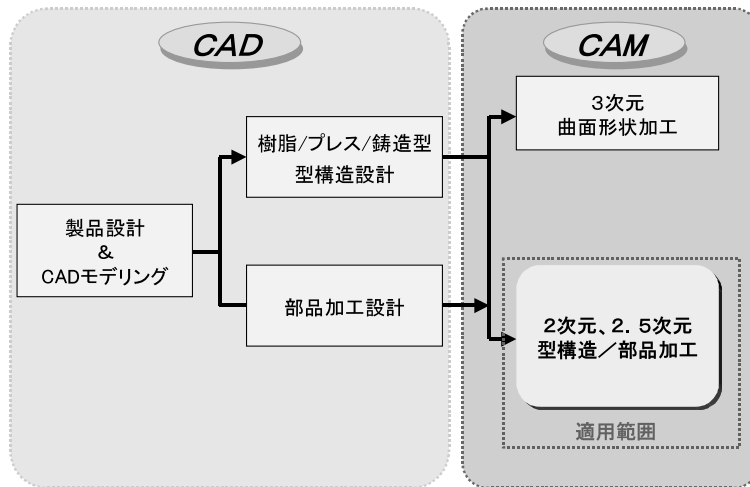 CAD
CAM
製品設計
&
CADモデリング
樹脂/プレス/鋳造型
型構造設計
部品加工設計
3次元
曲面形状加工
2次元、2.5次元
型構造／部品加工
適用範囲